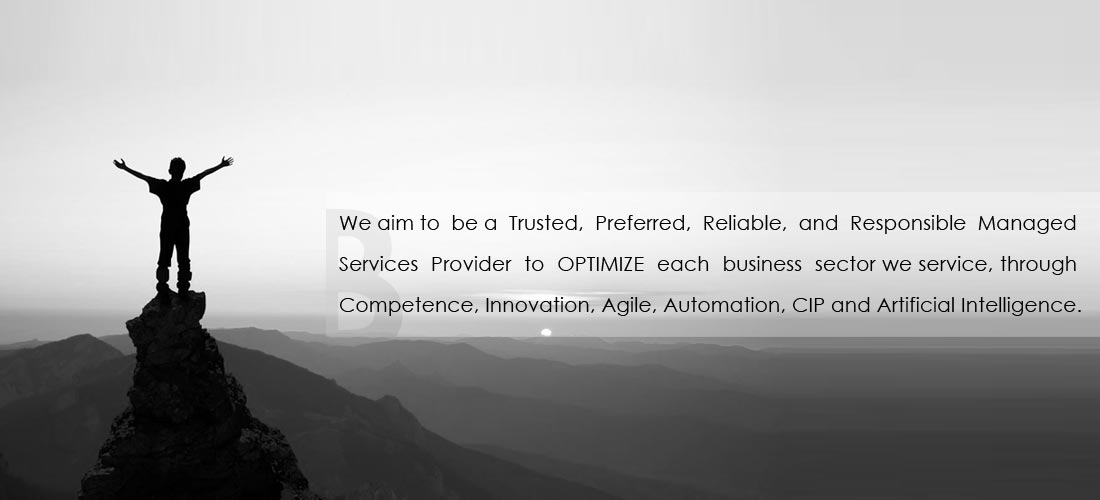 We aim to be a Trusted, Preferred, Reliable, and Responsible Managed
Services Provider to OPTIMIZE each business sector we service, through
Competence, Innovation, Agile, Automation, CIP and Artificial Intelligence.
B